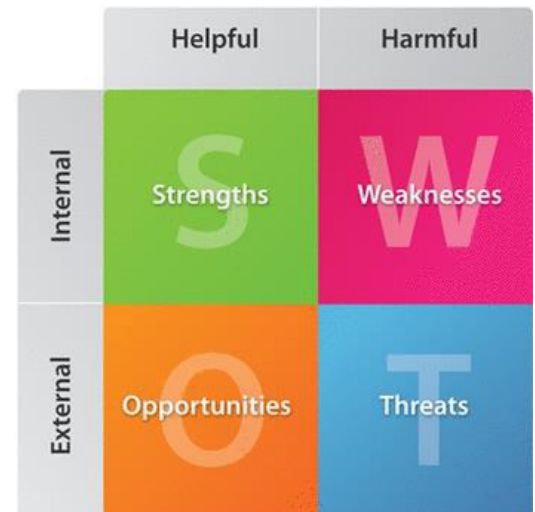 Helpful
Harmful
Internal
S
Strengths
W
Weaknesses
External
O
Opportunities
T
Threats